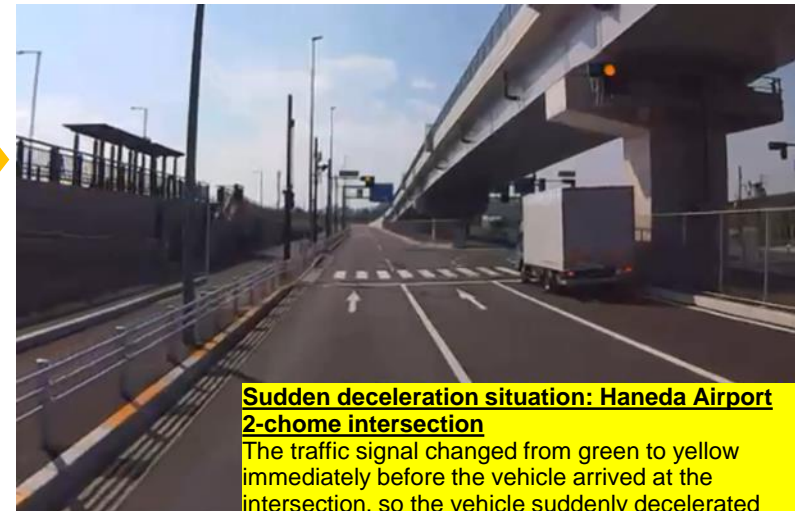 Sudden deceleration situation: Haneda Airport
2-chome intersection
The traffic signal changed from green to yellow
immediately before the vehicle arrived at the
intersection, so the vehicle suddenly decelerated